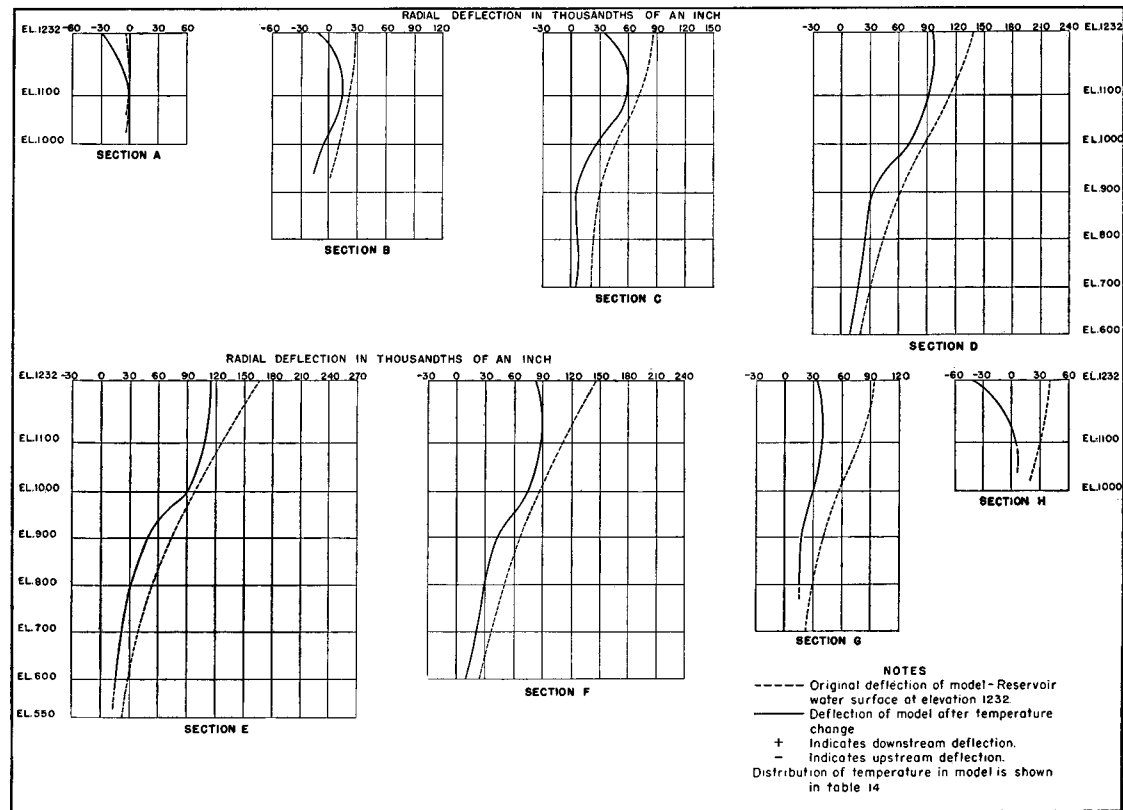 RADIAL DEFLECTION IN THOUSANDTHS OF AN INCH
EL.1232 -60 -30 0 30 60
-60 -30 0 30 60 90 120
-30 0 30 60 90 120 150
-30 0 30 60 90 120 150 180 210 240 EL.1232
EL.1100
EL.1000
SECTION A
SECTION B
SECTION C
EL.1100
EL.1000
EL.900
EL.800
EL.700
EL.600
SECTION D
RADIAL DEFLECTION IN THOUSANDTHS OF AN INCH
EL.1232 -30 0 30 60 90 120 150 180 210 240 270
-30 0 30 60 90 120 150 180 210 240
-30 0 30 60 90 120
-60 -30 0 30 60 EL.1232
EL.1100
EL.1000
EL.900
EL.800
EL.700
EL.600
EL.550
SECTION E
SECTION F
SECTION G
EL.1100
EL.1000
SECTION H
NOTES
Original deflection of model-Reservoir
water surface at elevation 1232.
Deflection of model after temperature
change
+ Indicates downstream deflection.
- Indicates upstream deflection.
Distribution of temperature in model is shown
in table 14